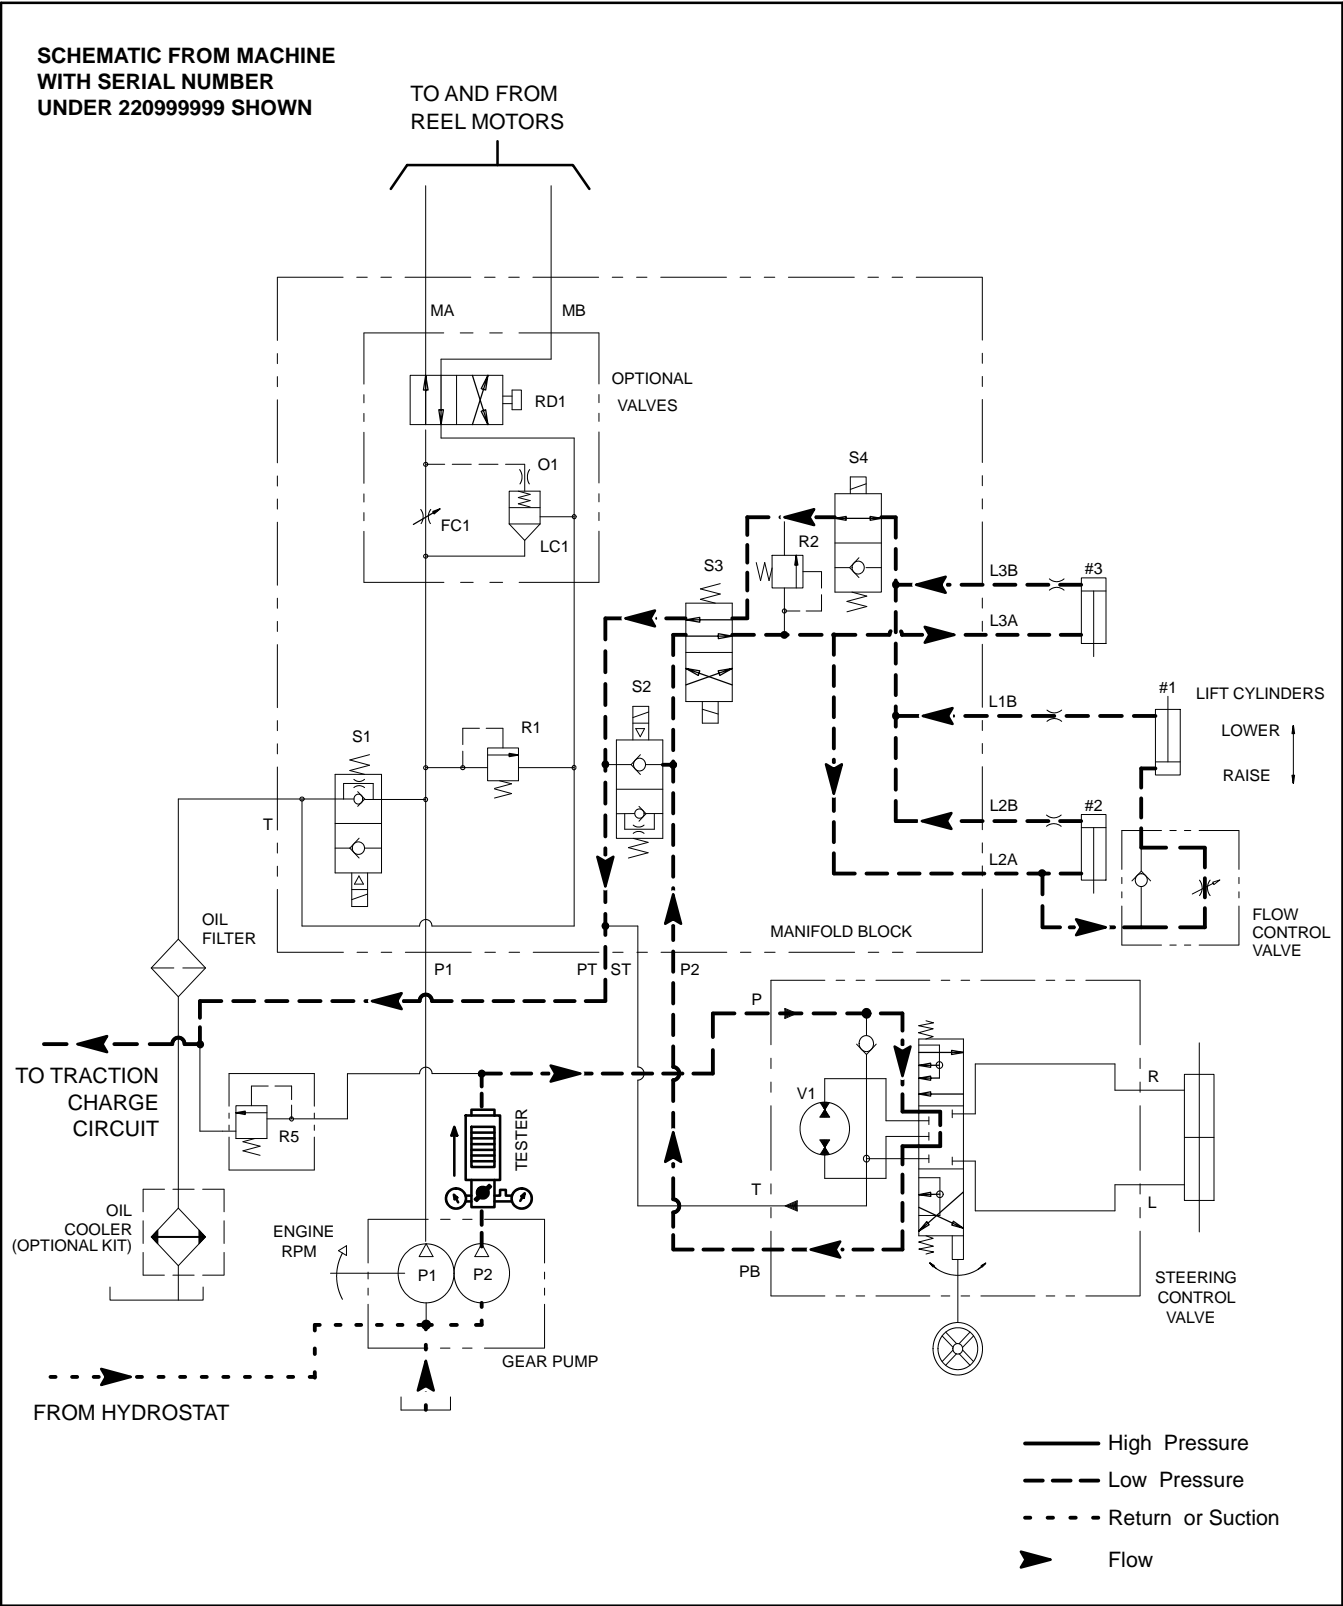 SCHEMATIC FROM MACHINE
WITH SERIAL NUMBER
UNDER 220999999 SHOWN
TO AND FROM
REEL MOTORS
MA
MB
OPTIONAL
VALVES
RD1
O1
FC1
LC1
S4
R2
S3
L3B
#3
L3A
#1
LIFT CYLINDERS
L1B
LOWER
RAISE
S2
R1
S1
T
L2B
#2
L2A
OIL
FILTER
MANIFOLD BLOCK
FLOW
CONTROL
VALVE
P1
PT
ST
P2
P
TO TRACTION
CHARGE
CIRCUIT
R5
TESTER
V1
R
L
T
OIL
COOLER
(OPTIONAL KIT)
ENGINE
RPM
P1
P2
PB
STEERING
CONTROL
VALVE
GEAR PUMP
FROM HYDROSTAT
High Pressure
Low Pressure
Return or Suction
Flow